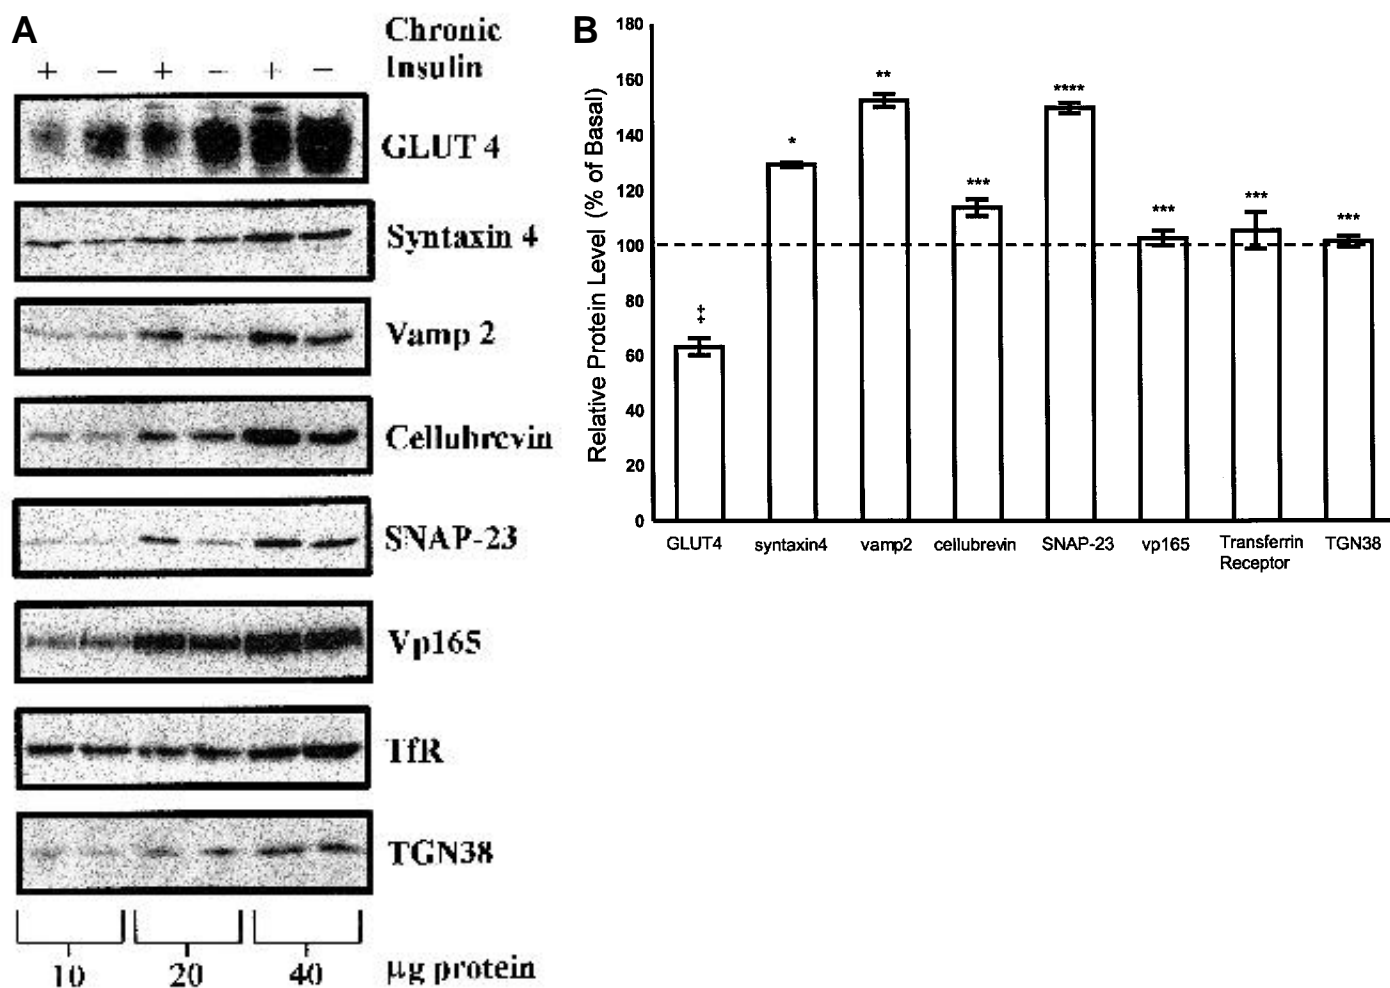 A
Chronic
Insulin
+ − + − + −
GLUT 4
Syntaxin 4
Vamp 2
Cellubrevin
SNAP-23
Vp165
TfR
TGN38
10 20 40 µg protein
B
Relative Protein Level (% of Basal)
180
160
140
120
100
80
60
40
20
0
‡
*
**
***
****
***
***
***
GLUT4 syntaxin4 vamp2 cellubrevin SNAP-23 vp165 Transferrin Receptor TGN38